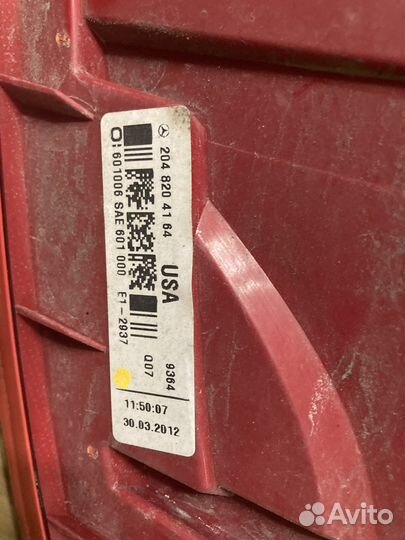 204 820 41 64
USA
O: 601006 SAE 601 000
E1-2937
9364
Q07
11:50:07
30.03.2012
Avito